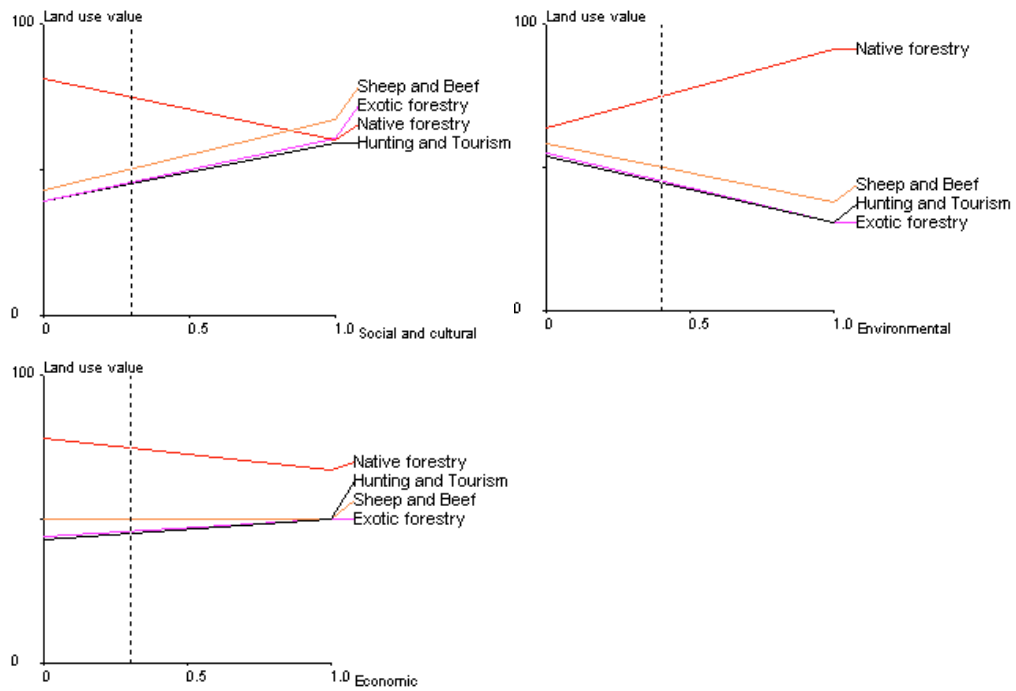 100
Land use value
Sheep and Beef
Exotic forestry
Native forestry
Hunting and Tourism
0
0
0.5
1.0
Social and cultural
100
Land use value
Native forestry
Sheep and Beef
Hunting and Tourism
Exotic forestry
0
0
0.5
1.0
Environmental
100
Land use value
Native forestry
Hunting and Tourism
Sheep and Beef
Exotic forestry
0
0
0.5
1.0
Economic